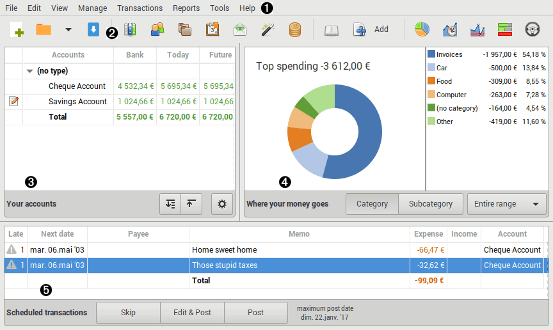 File Edit View Manage Transactions Reports Tools Help 1
2 Add
Accounts Bank Today Future
(no type)
Cheque Account 4 532,34 € 5 695,34 € 5 695,34
Savings Account 1 024,66 € 1 024,66 € 1 024,66
Total 5 557,00 € 6 720,00 € 6 720,00
3
Your accounts
Top spending -3 612,00 €
Invoices -1 957,00 € 54,18 %
Car -500,00 € 13,84 %
Food -309,00 € 8,55 %
Computer -263,00 € 7,28 %
(no category) -164,00 € 4,54 %
Other -419,00 € 11,60 %
4
Where your money goes Category Subcategory Entire range
Late Next date Payee Memo Expense Income Account
1 mar. 06.mai '03 Home sweet home -66,47 € Cheque Account
1 mar. 06.mai '03 Those stupid taxes -32,62 € Cheque Account
Total -99,09 €
5
Scheduled transactions Skip Edit & Post Post
maximum post date
dim. 22.janv. '17